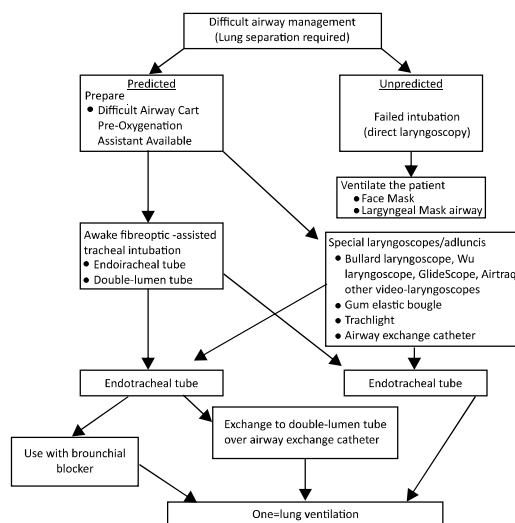 Difficult airway management
(Lung separation required)
Predicted
Prepare
● Difficult Airway Cart
Pre-Oxygenation
Assistant Available
Unpredicted
Failed intubation
(direct laryngoscopy)
Ventilate the patient
● Face Mask
● Largyngeal Mask airway
Awake fibreoptic -assisted
tracheal intubation
● Endoiracheal tube
● Double-lumen tube
Special laryngoscopes/adluncis
● Bullard laryngoscope, Wu
laryngoscope, GlideScope, Airtraq
other video-laryngoscopes
● Gum elastic bougle
● Trachlight
● Airway exchange catheter
Endotracheal tube
Endotracheal tube
Exchange to double-lumen tube
over airway exchange catheter
Use with brounchial
blocker
One=lung ventilation